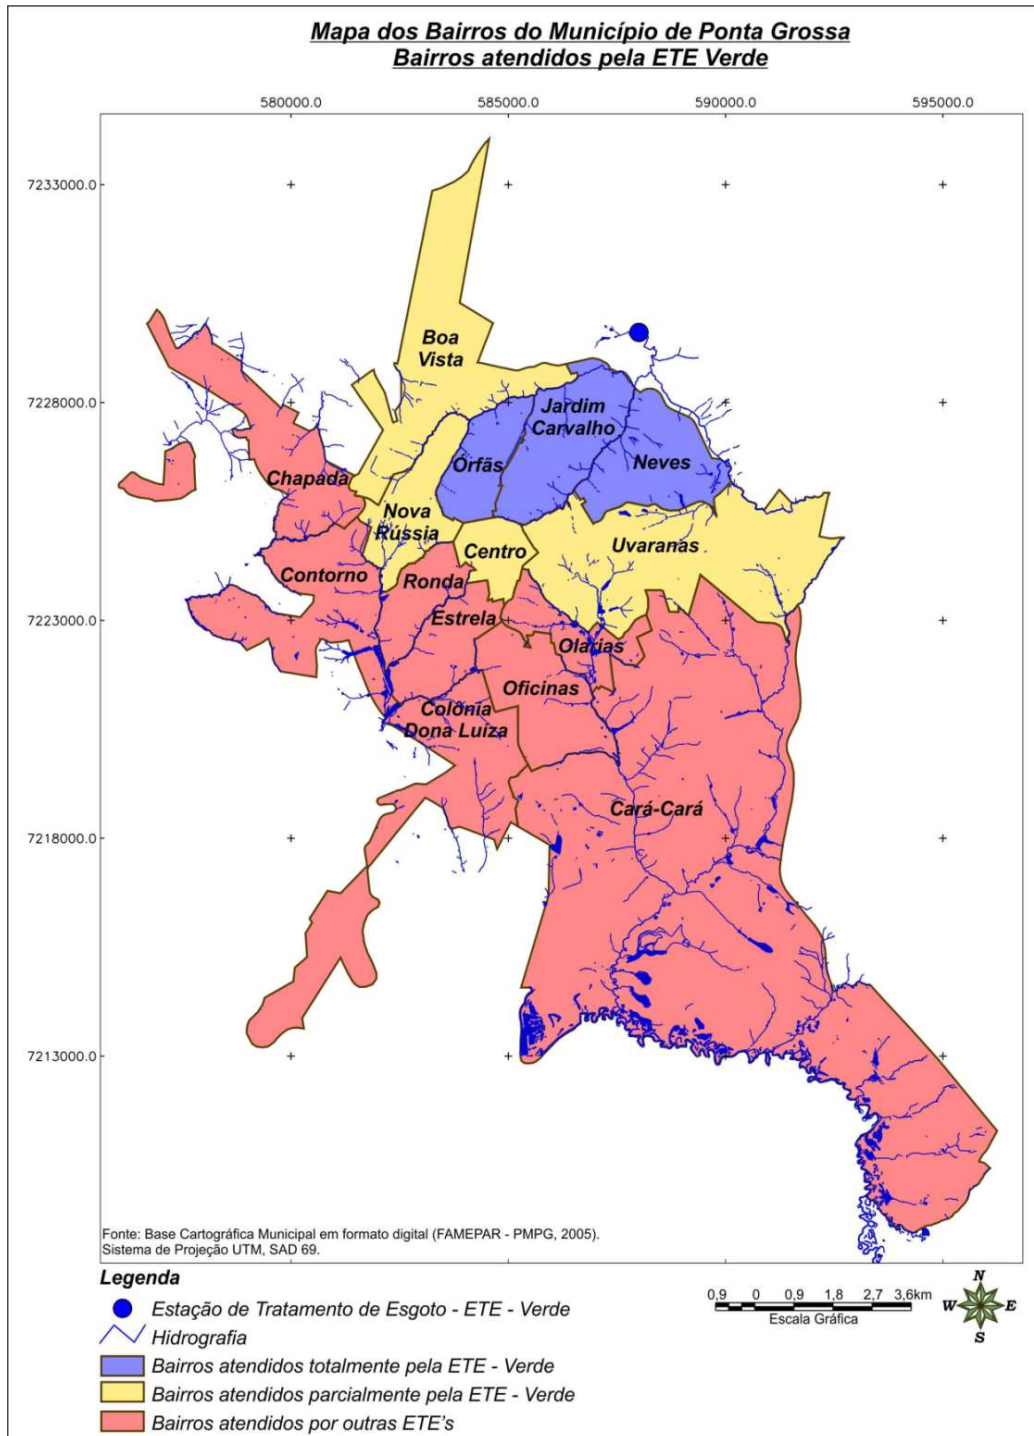 Mapa dos Bairros do Município de Ponta Grossa
Bairros atendidos pela ETE Verde
580000.0 585000.0 590000.0 595000.0
7233000.0
7228000.0
7223000.0
7218000.0
7213000.0
Boa
Vista
Jardim
Carvalho
Órfãs
Neves
Chapada
Nova
Rússia
Centro
Uvaranas
Contorno
Ronda
Estrela
Olarias
Oficinas
Colônia
Dona Luíza
Cará-Cará
Fonte: Base Cartográfica Municipal em formato digital (FAMEPAR - PMPG, 2005).
Sistema de Projeção UTM, SAD 69.
Legenda
Estação de Tratamento de Esgoto - ETE - Verde
Hidrografia
Bairros atendidos totalmente pela ETE - Verde
Bairros atendidos parcialmente pela ETE - Verde
Bairros atendidos por outras ETE's
0,9 0 0,9 1,8 2,7 3,6km
Escala Gráfica
N
W E
S